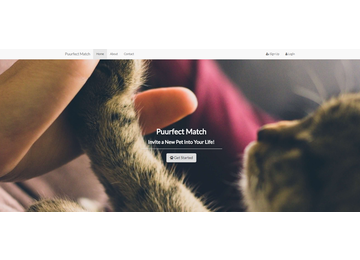 Puurfect Match Home About Contact Sign Up Login
Puurfect Match
Invite a New Pet Into Your Life!
Get Started